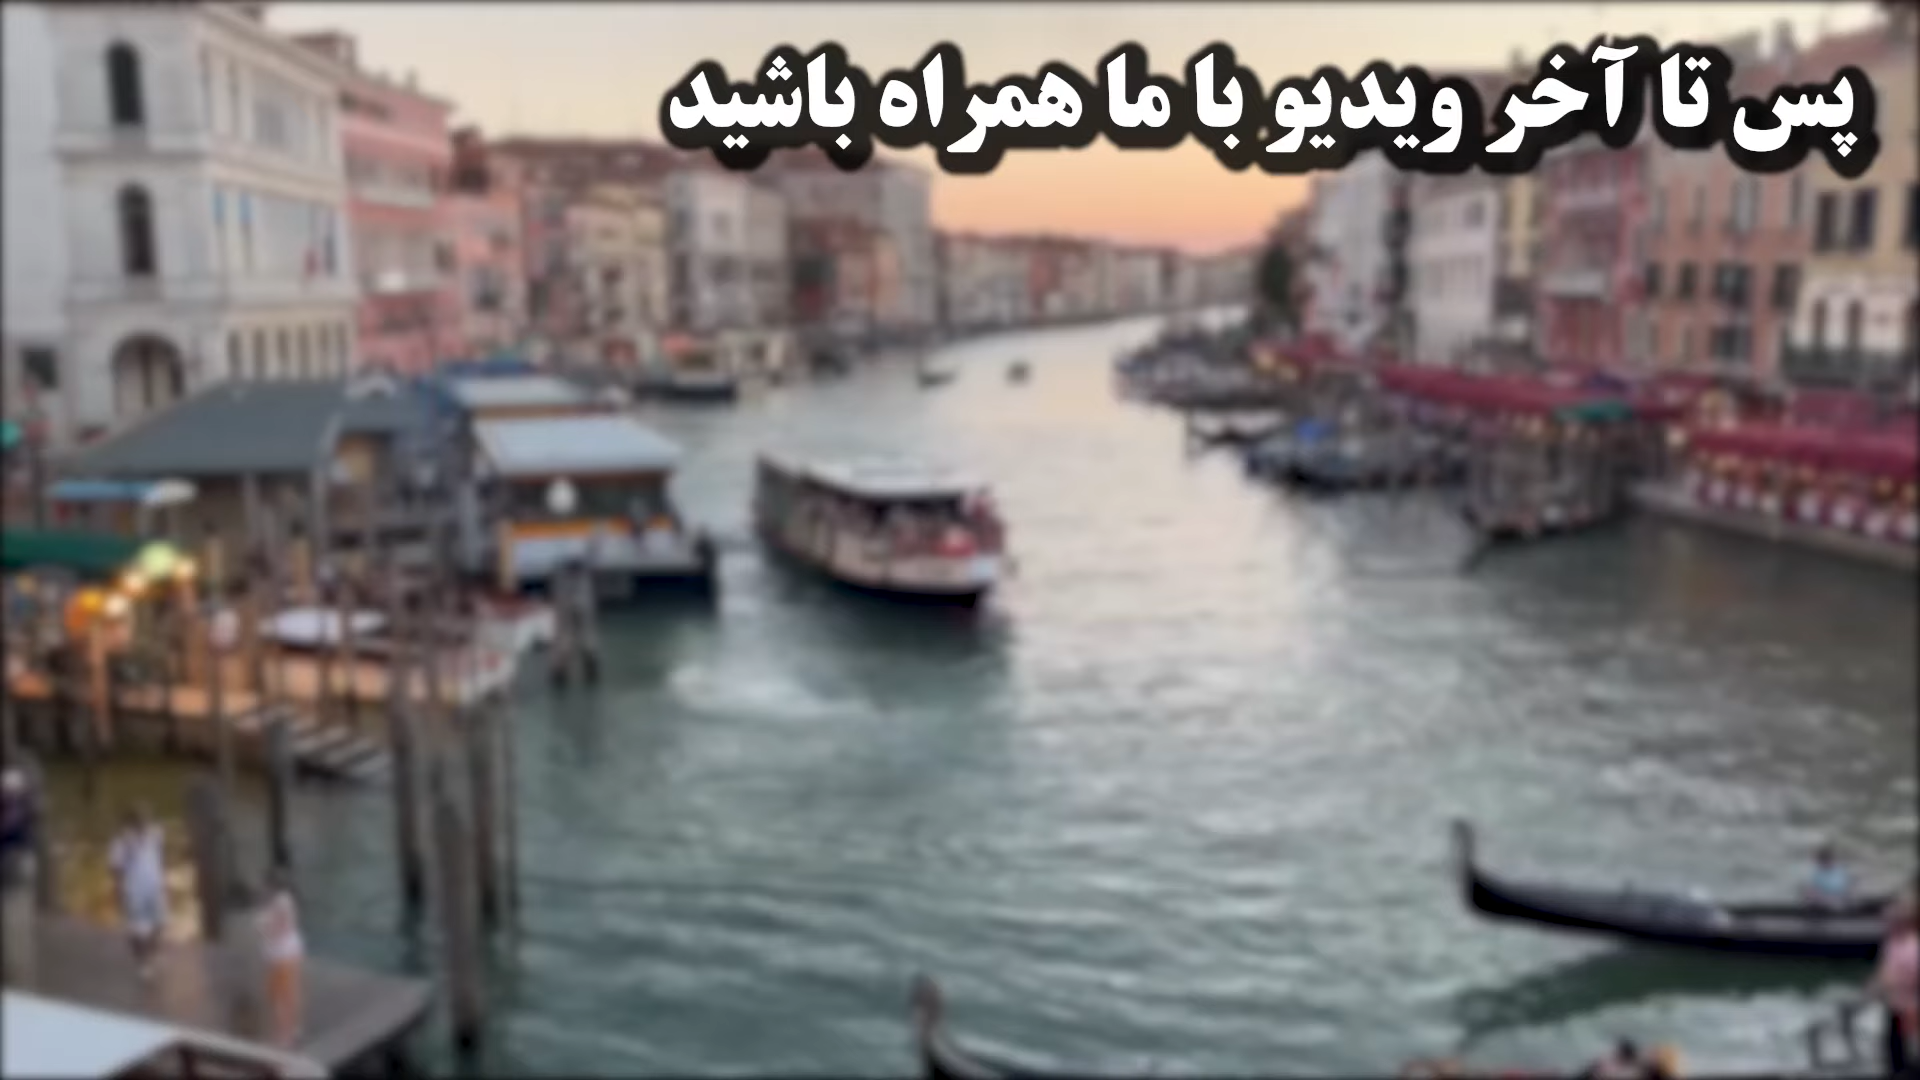 پس تا آخر ویدیو با ما همراه باشید